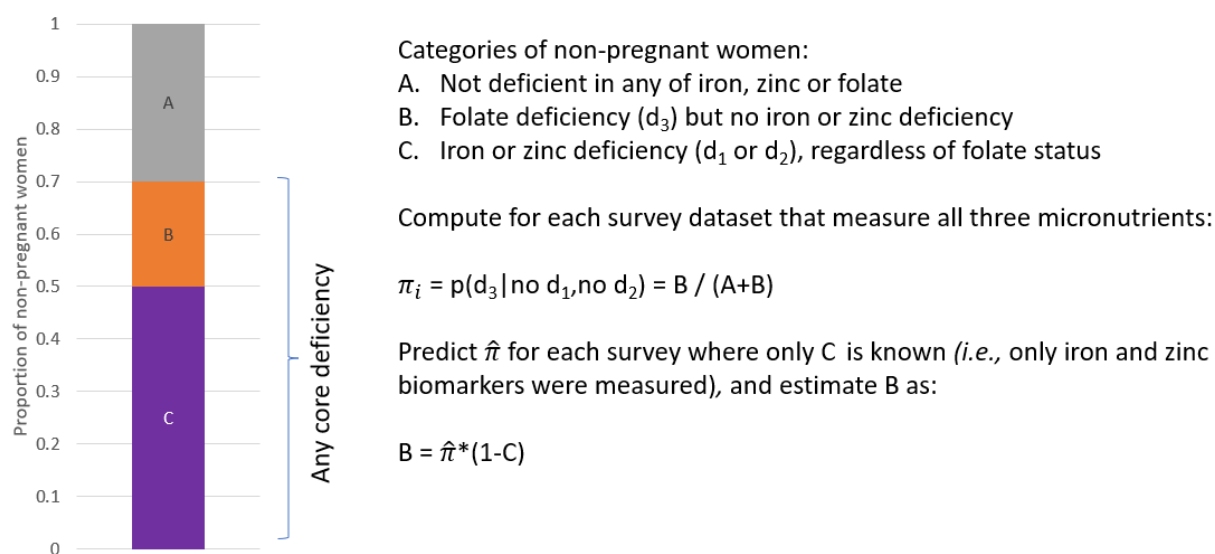 1
0.9
0.8
0.7
0.6
0.5
0.4
0.3
0.2
0.1
0
Proportion of non-pregnant women
A
B
C
Any core deficiency
Categories of non-pregnant women:
A. Not deficient in any of iron, zinc or folate
B. Folate deficiency (d₃) but no iron or zinc deficiency
C. Iron or zinc deficiency (d₁ or d₂), regardless of folate status
Compute for each survey dataset that measure all three micronutrients:
πᵢ = p(d₃|no d₁,no d₂) = B / (A+B)
Predict π̂ for each survey where only C is known (i.e., only iron and zinc
biomarkers were measured), and estimate B as:
B = π̂*(1-C)